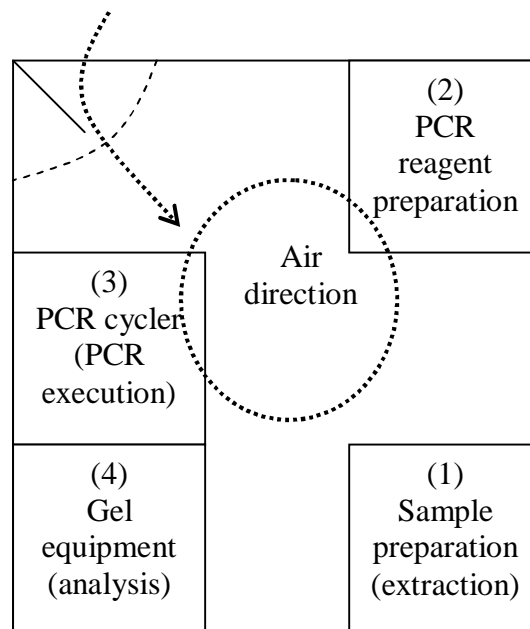 (2)
PCR
reagent
preparation
Air
direction
(3)
PCR cycler
(PCR
execution)
(4)
Gel
equipment
(analysis)
(1)
Sample
preparation
(extraction)